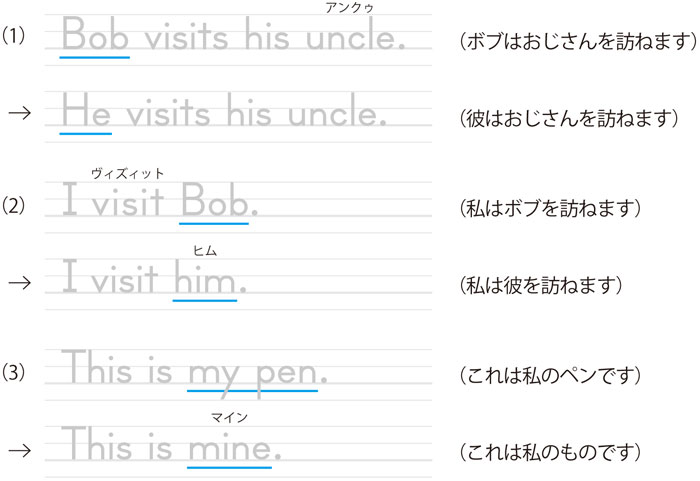 アンクゥ
(1) Bob visits his uncle. (ボブはおじさんを訪ねます)
→ He visits his uncle. (彼はおじさんを訪ねます)
ヴィズィット
(2) I visit Bob. (私はボブを訪ねます)
ヒム
→ I visit him. (私は彼を訪ねます)
(3) This is my pen. (これは私のペンです)
マイン
→ This is mine. (これは私のものです)